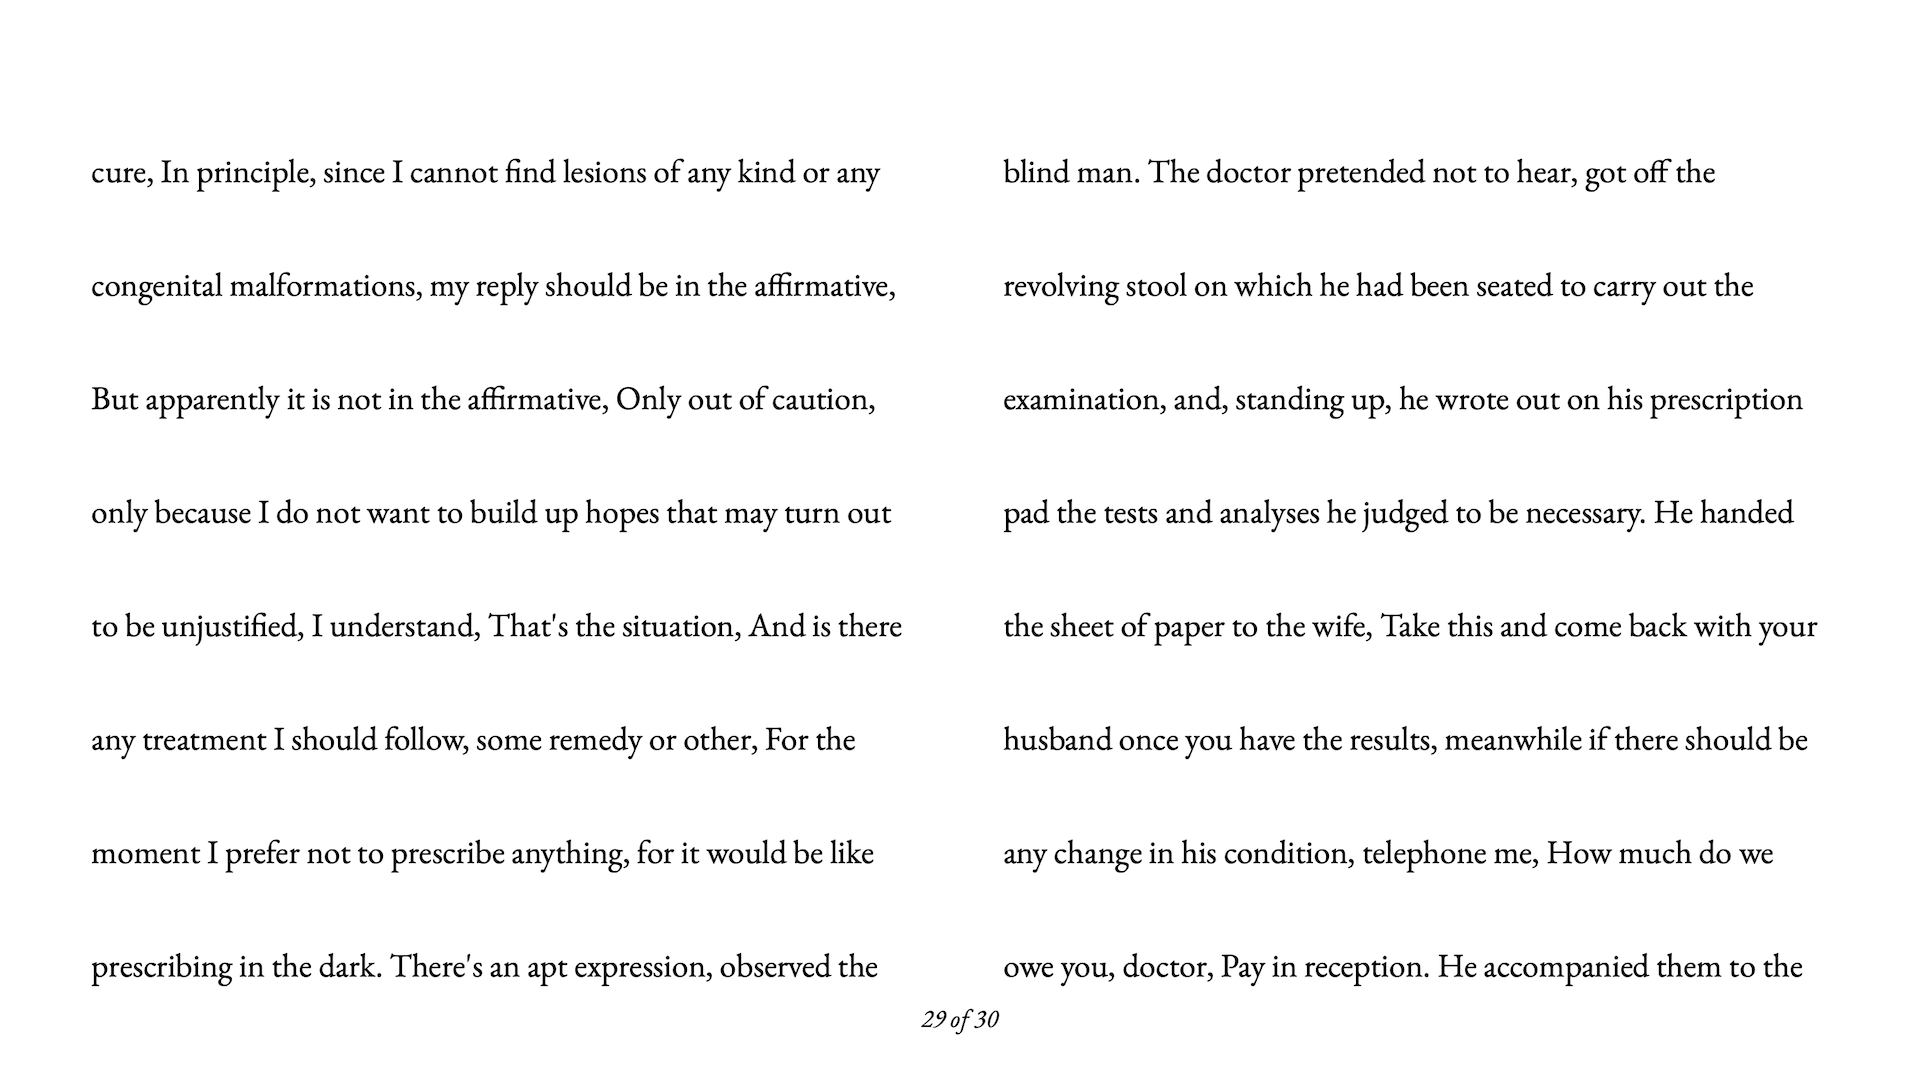 cure, In principle, since I cannot find lesions of any kind or any
congenital malformations, my reply should be in the affirmative,
But apparently it is not in the affirmative, Only out of caution,
only because I do not want to build up hopes that may turn out
to be unjustified, I understand, That's the situation, And is there
any treatment I should follow, some remedy or other, For the
moment I prefer not to prescribe anything, for it would be like
prescribing in the dark. There's an apt expression, observed the
blind man. The doctor pretended not to hear, got off the
revolving stool on which he had been seated to carry out the
examination, and, standing up, he wrote out on his prescription
pad the tests and analyses he judged to be necessary. He handed
the sheet of paper to the wife, Take this and come back with your
husband once you have the results, meanwhile if there should be
any change in his condition, telephone me, How much do we
owe you, doctor, Pay in reception. He accompanied them to the
29 of 30